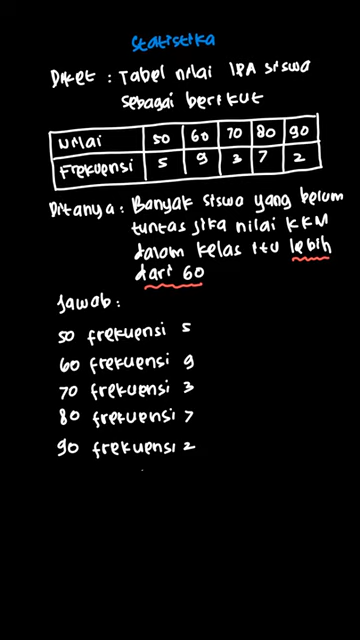 Statistika
Diket : Tabel nilai IPA siswa
sebagai berikut
Nilai 50 60 70 80 90
Frekuensi 5 9 3 7 2
Ditanya : Banyak siswa yang belum
tuntas jika nilai KKM
dalam kelas itu lebih
dari 60
Jawab :
50 frekuensi 5
60 frekuensi 9
70 frekuensi 3
80 frekuensi 7
90 frekuensi 2